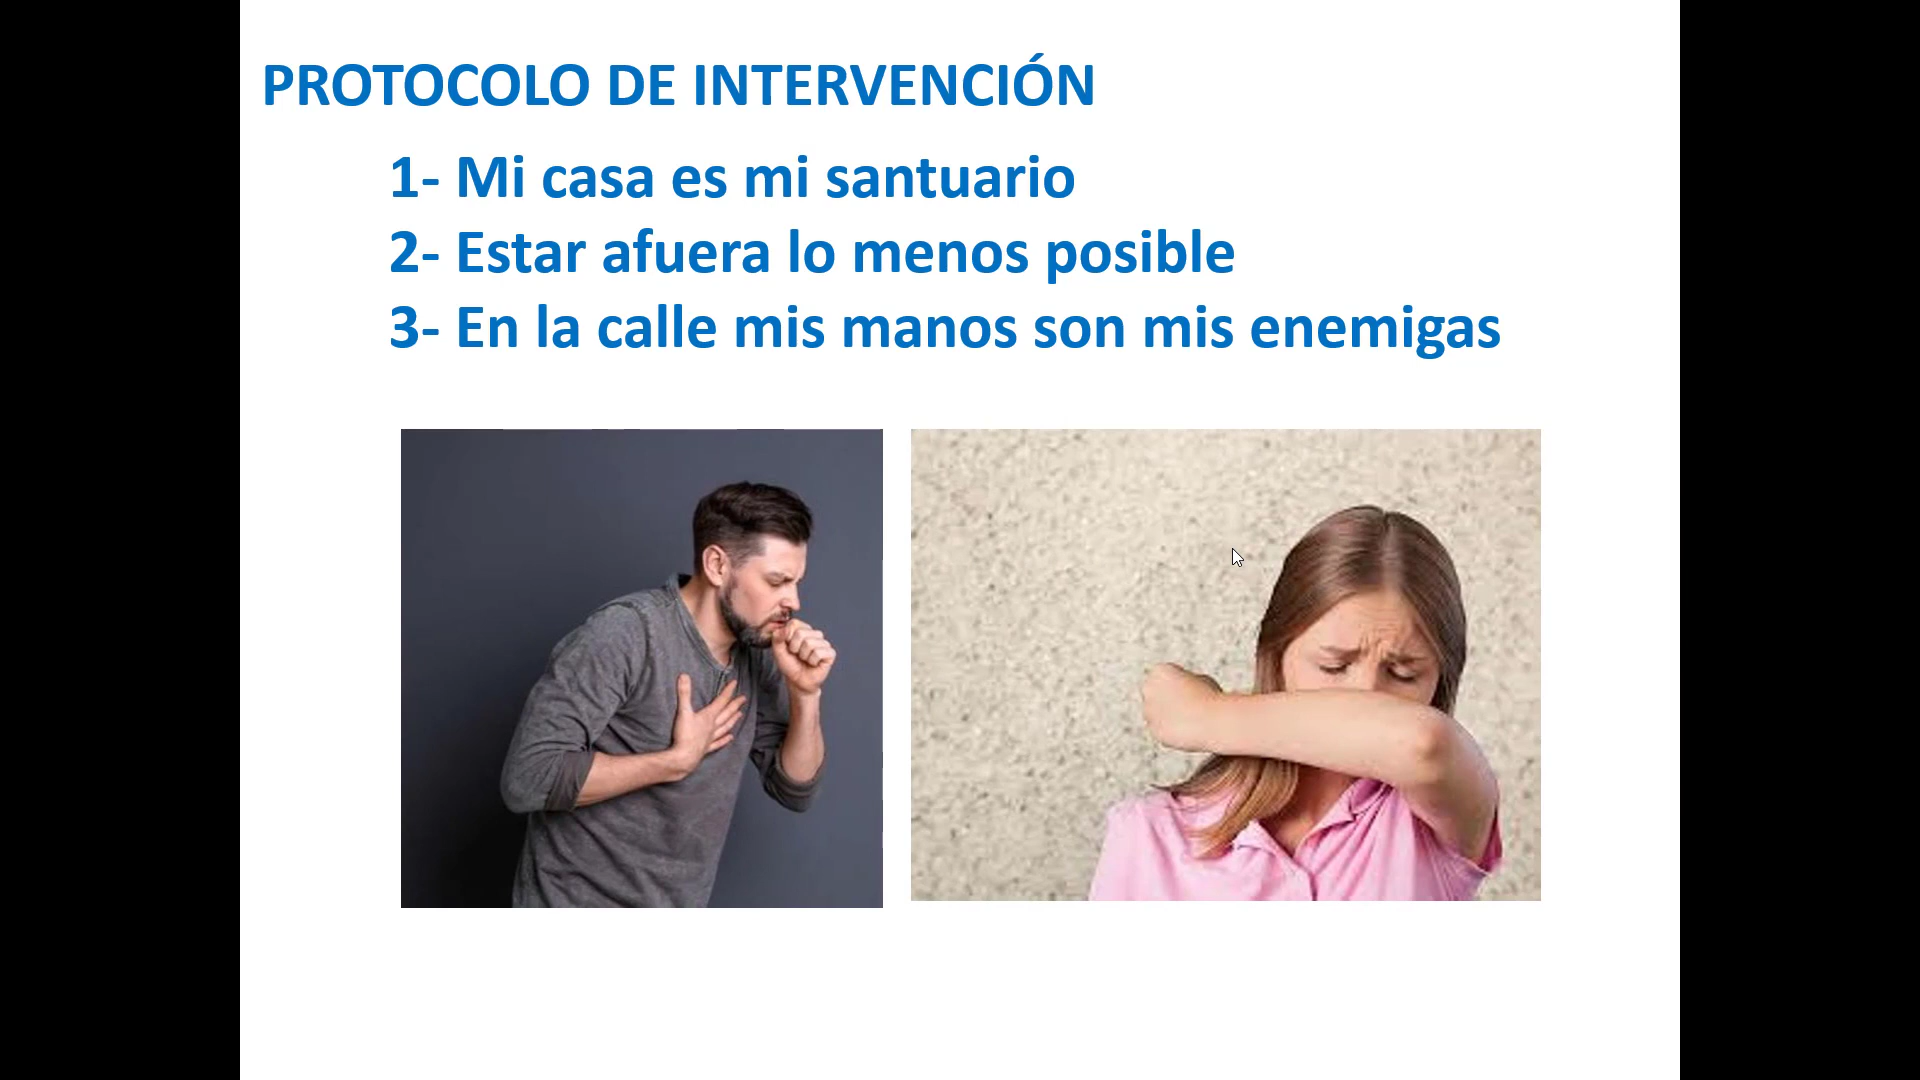 PROTOCOLO DE INTERVENCIÓN
1- Mi casa es mi santuario
2- Estar afuera lo menos posible
3- En la calle mis manos son mis enemigas